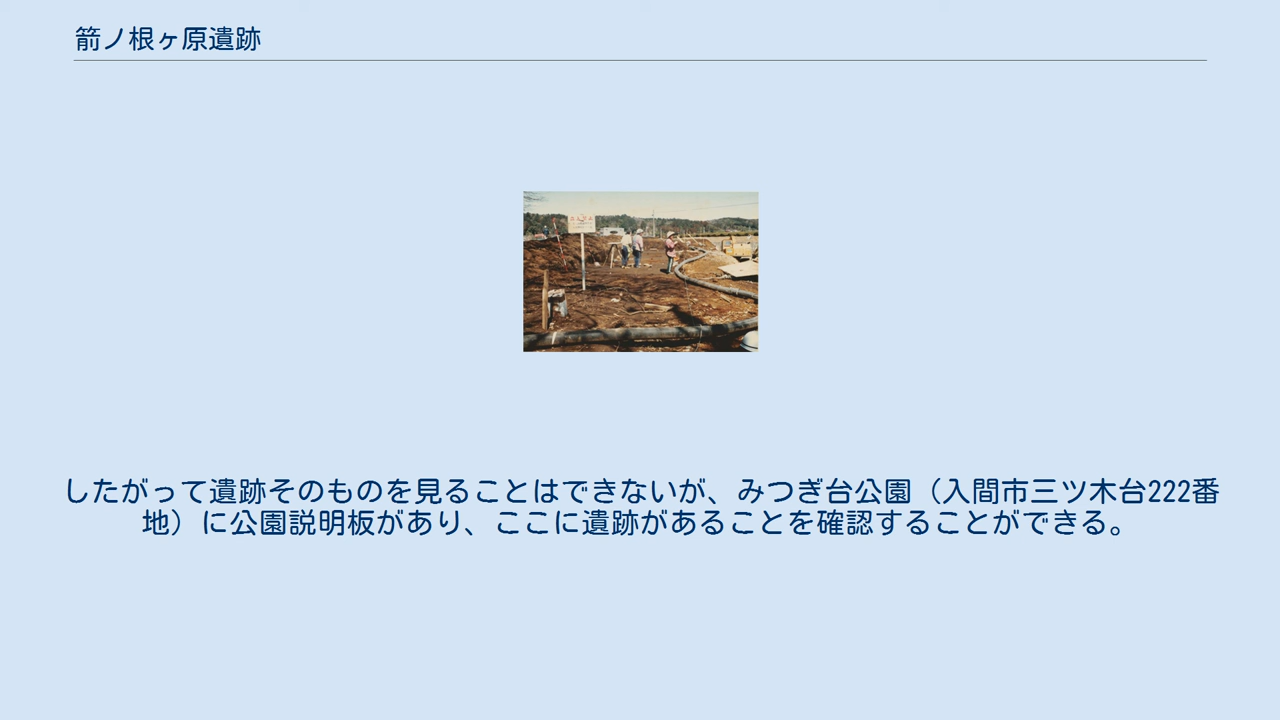 箭ノ根ヶ原遺跡
したがって遺跡そのものを見ることはできないが、みつぎ台公園（入間市三ツ木台222番
地）に公園説明板があり、ここに遺跡があることを確認することができる。